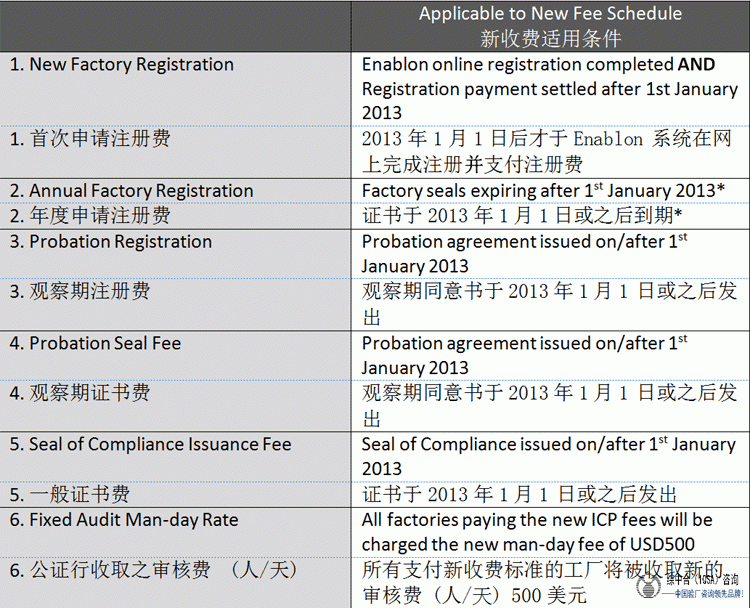 Applicable to New Fee Schedule
新收费适用条件
1. New Factory Registration
Enablon online registration completed AND
Registration payment settled after 1st January
2013
1. 首次申请注册费
2013 年 1 月 1 日后才于 Enablon 系统在网
上完成注册并支付注册费
2. Annual Factory Registration
Factory seals expiring after 1st January 2013*
2. 年度申请注册费
证书于 2013 年 1 月 1 日或之后到期*
3. Probation Registration
Probation agreement issued on/after 1st
January 2013
3. 观察期注册费
观察期同意书于 2013 年 1 月 1 日或之后发
出
4. Probation Seal Fee
Probation agreement issued on/after 1st
January 2013
4. 观察期证书费
观察期同意书于 2013 年 1 月 1 日或之后发
出
5. Seal of Compliance Issuance Fee
Seal of Compliance issued on/after 1st January
2013
5. 一般证书费
证书于 2013 年 1 月 1 日或之后发出
6. Fixed Audit Man-day Rate
All factories paying the new ICP fees will be
charged the new man-day fee of USD500
6. 公证行收取之审核费 (人/天)
所有支付新收费标准的工厂将被收取新的
审核费 (人/天) 500 美元
咨询
——中国验厂咨询领先品牌!